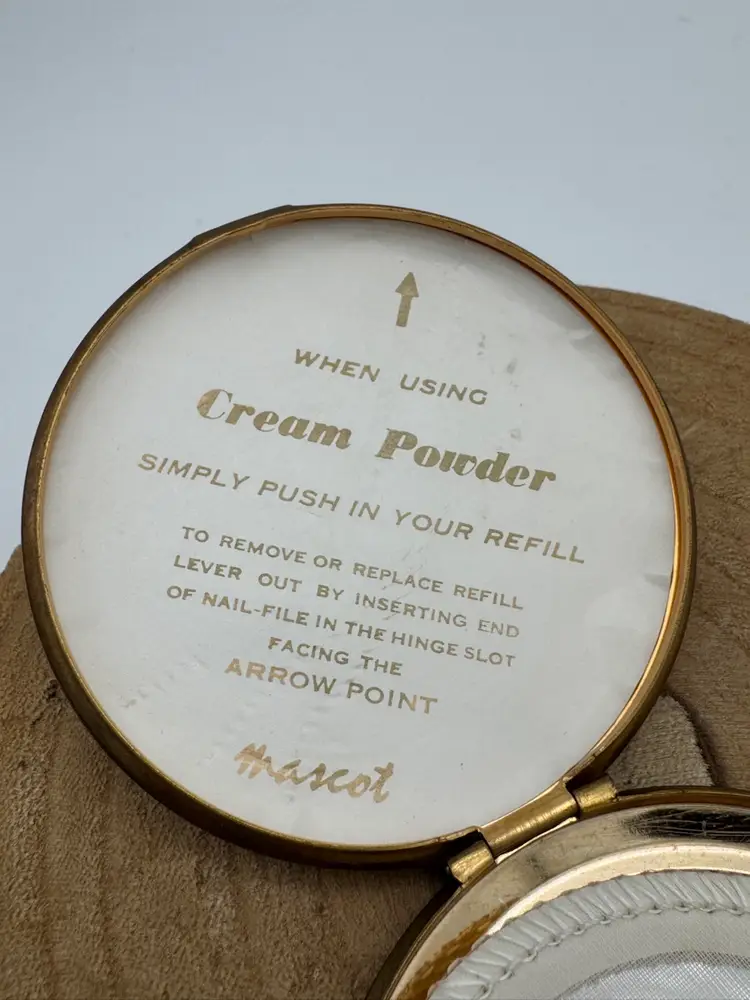 WHEN USING
Cream Powder
SIMPLY PUSH IN YOUR REFILL
TO REMOVE OR REPLACE REFILL
LEVER OUT BY INSERTING END
OF NAIL-FILE IN THE HINGE SLOT
FACING THE
ARROW POINT
Mascot